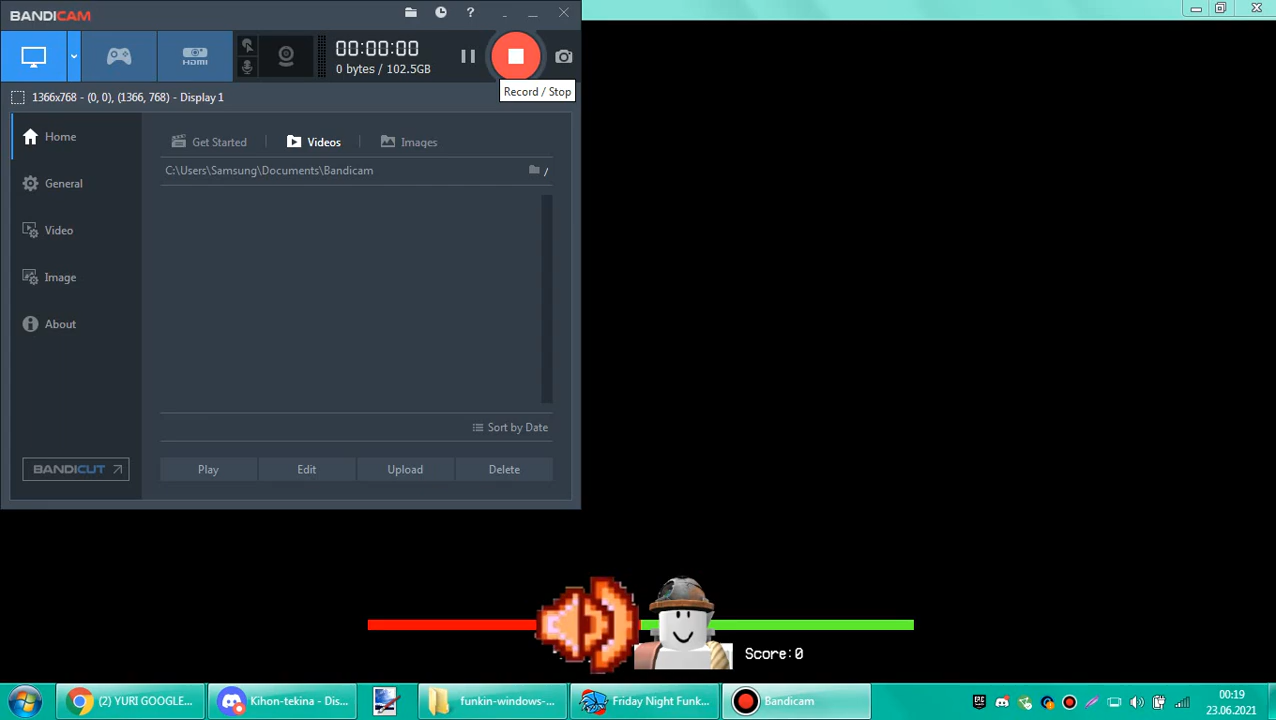 BANDICAM
?
00:00:00
0 bytes / 102.5GB
HDMI
Record / Stop
1366x768 - (0, 0), (1366, 768) - Display 1
Home
General
Video
Image
About
BANDICUT
Get Started
Videos
Images
C:\Users\Samsung\Documents\Bandicam
/
Sort by Date
Play
Edit
Upload
Delete
Score:0
(2) YURI GOOGLE...
Kihon-tekina - Dis...
funkin-windows-...
Friday Night Funk...
Bandicam
EPIC
00:19
23.06.2021